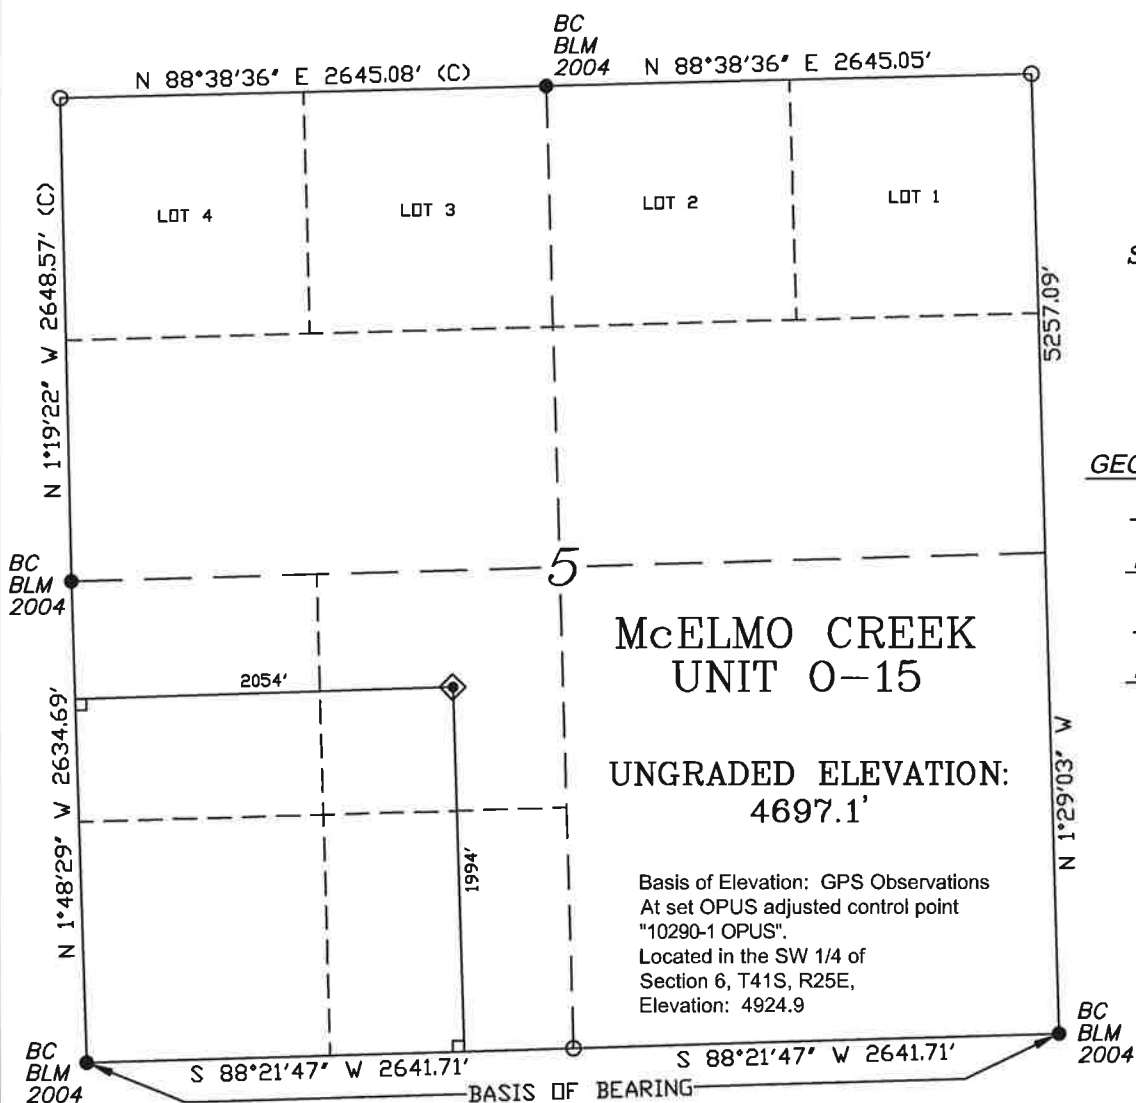 BC
BLM
2004
N 88°38'36" E 2645.08' (C)
N 88°38'36" E 2645.05'
LOT 4
LOT 3
LOT 2
LOT 1
N 1°19'22" W 2648.57' (C)
5257.09'
S
GEO
BC
BLM
2004
5
McELMO CREEK
UNIT O-15
2054'
UNGRADED ELEVATION:
4697.1'
N 1°48'29" W 2634.69'
1994'
N 1°29'03" W
Basis of Elevation: GPS Observations
At set OPUS adjusted control point
"10290-1 OPUS".
Located in the SW 1/4 of
Section 6, T41S, R25E,
Elevation: 4924.9
BC
BLM
2004
BC
BLM
2004
S 88°21'47" W 2641.71'
S 88°21'47" W 2641.71'
BASIS OF BEARING